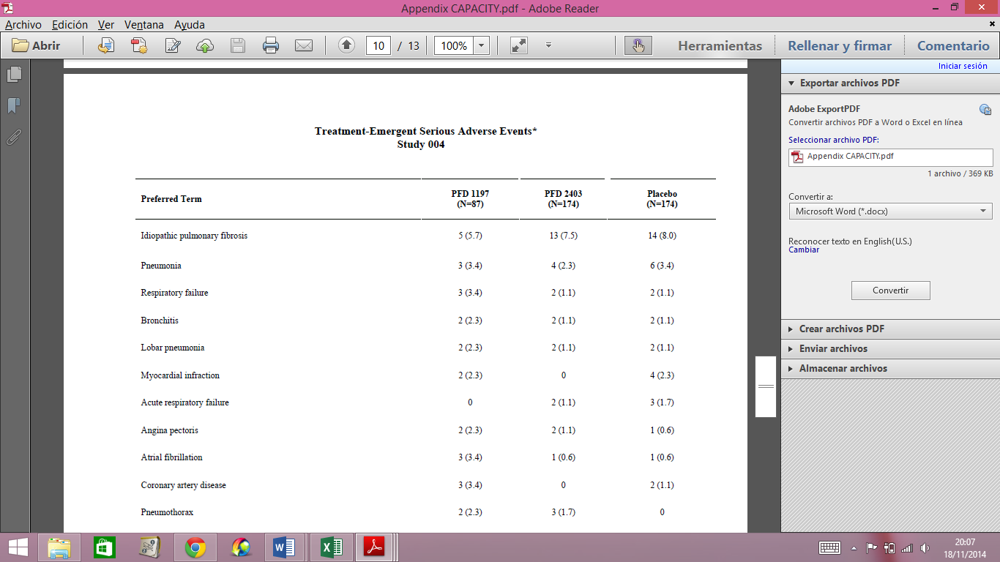 Appendix CAPACITY.pdf - Adobe Reader
Archivo Edición Ver Ventana Ayuda
Abrir 10 / 13 100% Herramientas Rellenar y firmar Comentario
Iniciar sesión
Exportar archivos PDF
Adobe ExportPDF
Convertir archivos PDF a Word o Excel en línea
Seleccionar archivo PDF:
Appendix CAPACITY.pdf
1 archivo / 369 KB
Convertir a:
Microsoft Word (*.docx)
Reconocer texto en English(U.S.)
Cambiar
Convertir
Crear archivos PDF
Enviar archivos
Almacenar archivos
Treatment-Emergent Serious Adverse Events*
Study 004
Preferred Term PFD 1197 (N=87) PFD 2403 (N=174) Placebo (N=174)
Idiopathic pulmonary fibrosis 5 (5.7) 13 (7.5) 14 (8.0)
Pneumonia 3 (3.4) 4 (2.3) 6 (3.4)
Respiratory failure 3 (3.4) 2 (1.1) 2 (1.1)
Bronchitis 2 (2.3) 2 (1.1) 2 (1.1)
Lobar pneumonia 2 (2.3) 2 (1.1) 2 (1.1)
Myocardial infraction 2 (2.3) 0 4 (2.3)
Acute respiratory failure 0 2 (1.1) 3 (1.7)
Angina pectoris 2 (2.3) 2 (1.1) 1 (0.6)
Atrial fibrillation 3 (3.4) 1 (0.6) 1 (0.6)
Coronary artery disease 3 (3.4) 0 2 (1.1)
Pneumothorax 2 (2.3) 3 (1.7) 0
20:07
18/11/2014